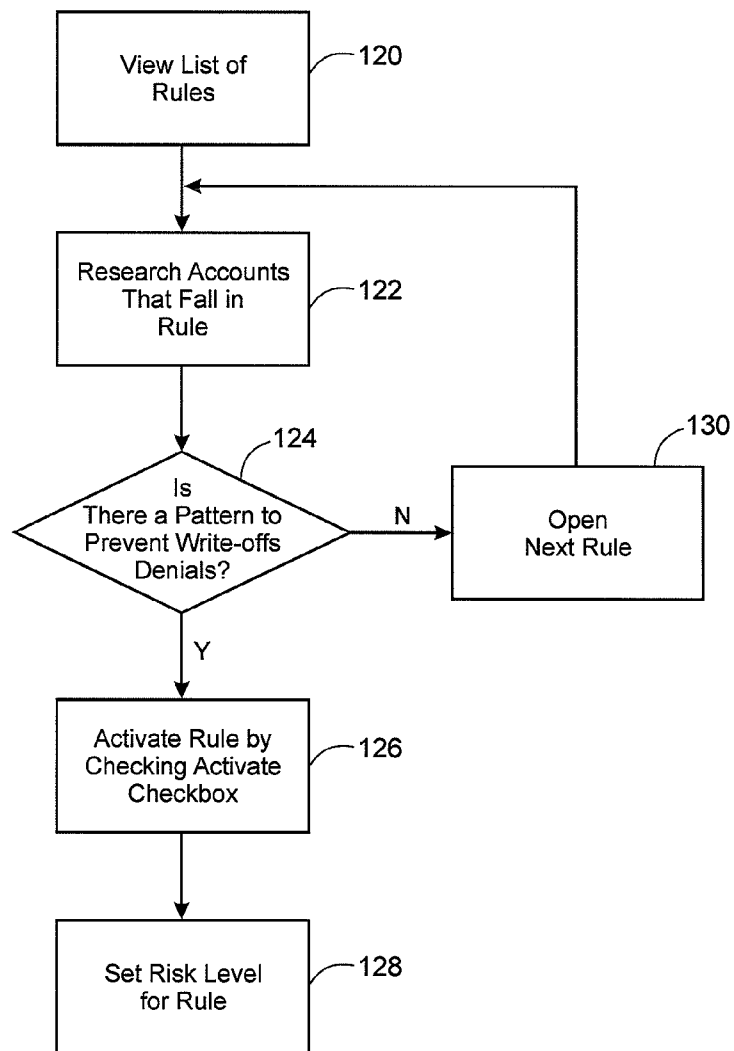 View List of
Rules
120
Research Accounts
That Fall in
Rule
122
124
Is
There a Pattern to
Prevent Write-offs
Denials?
N
130
Open
Next Rule
Y
Activate Rule by
Checking Activate
Checkbox
126
Set Risk Level
for Rule
128